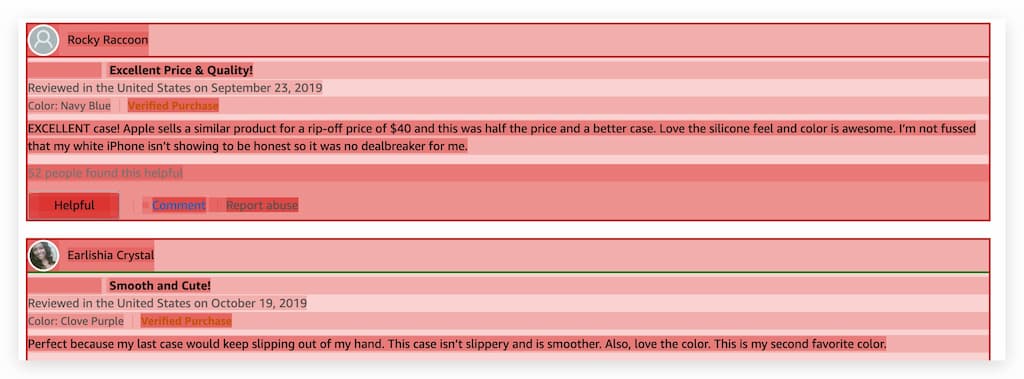 Rocky Raccoon
Excellent Price & Quality!
Reviewed in the United States on September 23, 2019
Color: Navy Blue Verified Purchase
EXCELLENT case! Apple sells a similar product for a rip-off price of $40 and this was half the price and a better case. Love the silicone feel and color is awesome. I'm not fussed
that my white iPhone isn't showing to be honest so it was no dealbreaker for me.
52 people found this helpful
Helpful Comment Report abuse
Earlishia Crystal
Smooth and Cute!
Reviewed in the United States on October 19, 2019
Color: Clove Purple Verified Purchase
Perfect because my last case would keep slipping out of my hand. This case isn't slippery and is smoother. Also, love the color. This is my second favorite color.